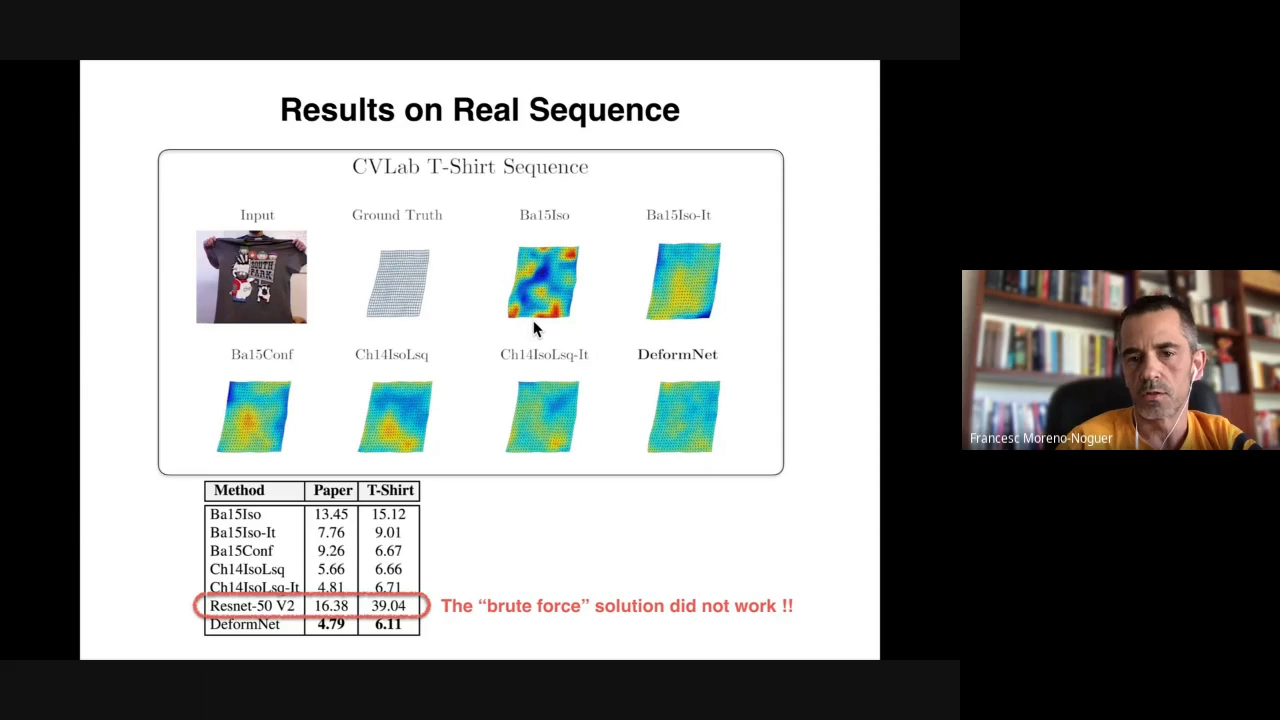 Results on Real Sequence
CVLab T-Shirt Sequence
Input Ground Truth Ba15Iso Ba15Iso-It
SOUTH
PARK
Ba15Conf Ch14IsoLsq Ch14IsoLsq-It DeformNet
Method Paper T-Shirt
Ba15Iso 13.45 15.12
Ba15Iso-It 7.76 9.01
Ba15Conf 9.26 6.67
Ch14IsoLsq 5.66 6.66
Ch14IsoLsq-It 4.81 6.71
Resnet-50 V2 16.38 39.04
DeformNet 4.79 6.11
The “brute force” solution did not work !!
Francesc Moreno-Noguer